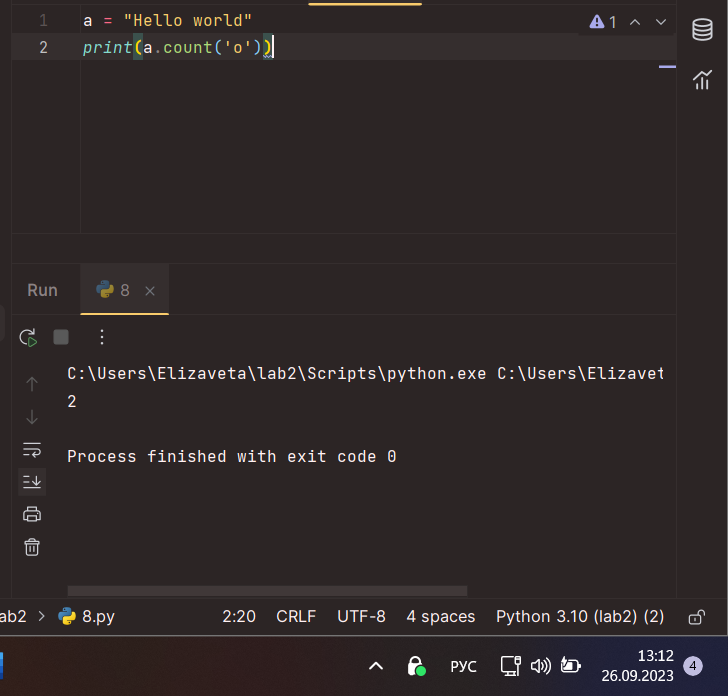 1 a = "Hello world"
2 print(a.count('o'))
1
Run 8
C:\Users\Elizaveta\lab2\Scripts\python.exe C:\Users\Elizavet
2
Process finished with exit code 0
ab2 > 8.py 2:20 CRLF UTF-8 4 spaces Python 3.10 (lab2) (2)
РУС 13:12
26.09.2023 4